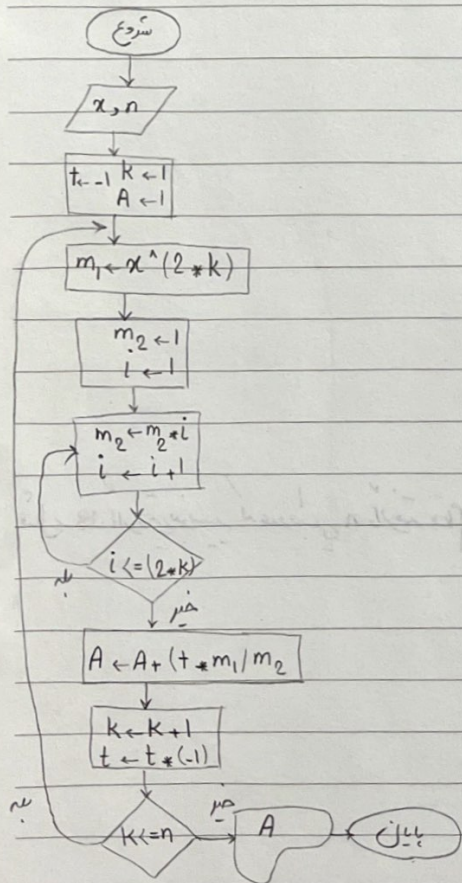 شروع
x, n
t ← -1 k ← 1
A ← 1
m₁ ← x^(2*k)
m₂ ← 1
i ← 1
m₂ ← m₂*i
i ← i+1
i <= (2*k)
بله
خیر
A ← A + (t * m₁/m₂
k ← k+1
t ← t * (-1)
بله
k <= n
خیر
A
پایان